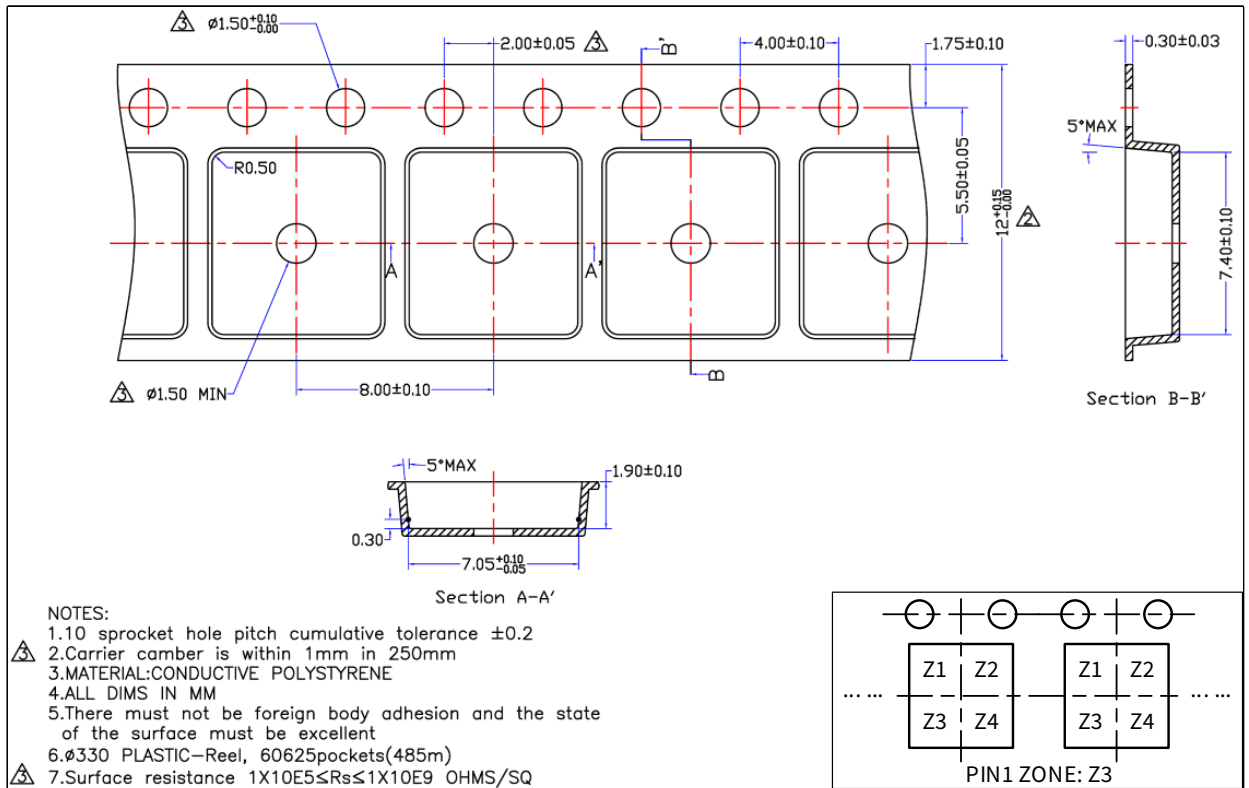 3 ⌀1.50+0.10-0.00
2.00±0.05 3
B'
4.00±0.10
1.75±0.10
0.30±0.03
5°MAX
R0.50
5.50±0.05
12+0.15-0.00 2
7.40±0.10
A
A'
3 ⌀1.50 MIN
8.00±0.10
B
Section B-B'
5°MAX
1.90±0.10
0.30
7.05+0.10-0.05
Section A-A'
NOTES:
1.10 sprocket hole pitch cumulative tolerance ±0.2
3 2.Carrier camber is within 1mm in 250mm
3.MATERIAL:CONDUCTIVE POLYSTYRENE
4.ALL DIMS IN MM
5.There must not be foreign body adhesion and the state
of the surface must be excellent
6.⌀330 PLASTIC-Reel, 60625pockets(485m)
3 7.Surface resistance 1X10E5≤Rs≤1X10E9 OHMS/SQ
Z1 Z2 Z1 Z2
... ... ... ...
Z3 Z4 Z3 Z4
PIN1 ZONE: Z3